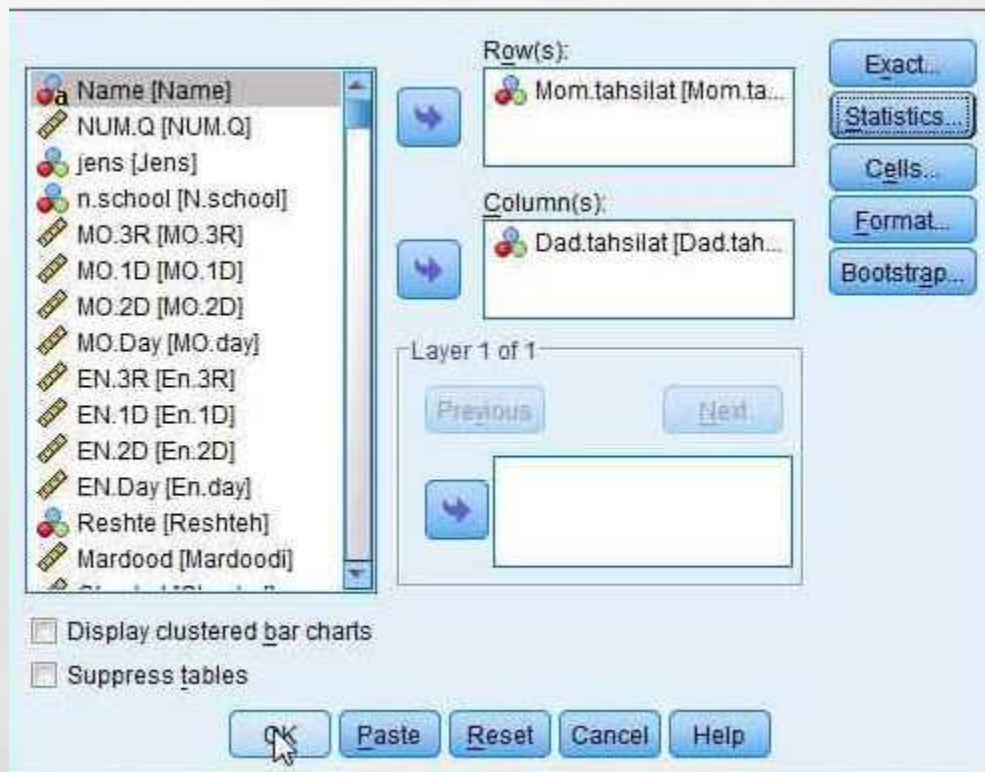 Name [Name]
NUM.Q [NUM.Q]
jens [Jens]
n.school [N.school]
MO.3R [MO.3R]
MO.1D [MO.1D]
MO.2D [MO.2D]
MO.Day [MO.day]
EN.3R [En.3R]
EN.1D [En.1D]
EN.2D [En.2D]
EN.Day [En.day]
Reshte [Reshteh]
Mardood [Mardoodi]
Row(s):
Mom.tahsilat [Mom.ta...
Column(s):
Dad.tahsilat [Dad.tah...
Layer 1 of 1
Previous
Next
Exact...
Statistics...
Cells...
Format...
Bootstrap...
Display clustered bar charts
Suppress tables
OK
Paste
Reset
Cancel
Help